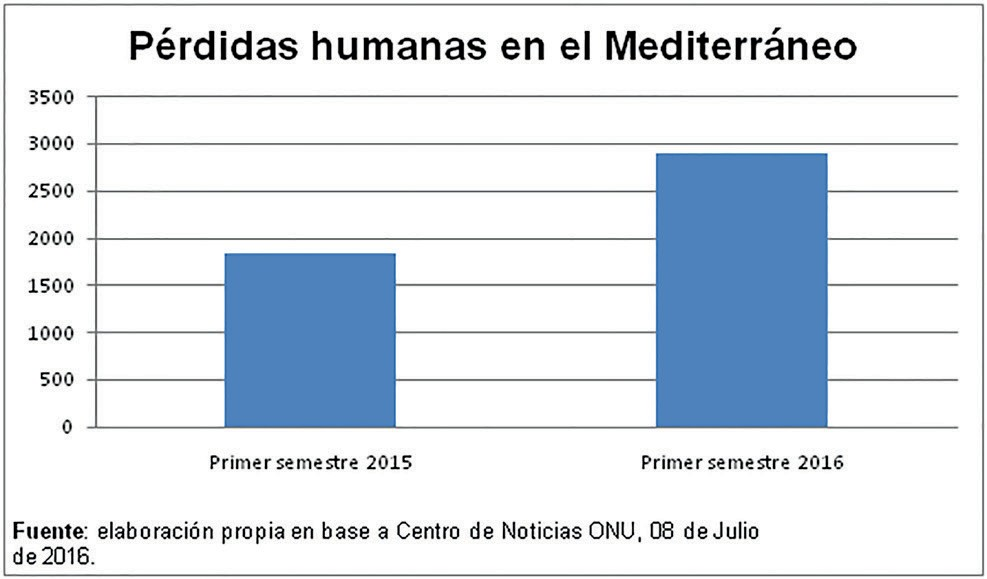 Pérdidas humanas en el Mediterráneo
3500
3000
2500
2000
1500
1000
500
0
Primer semestre 2015 Primer semestre 2016
Fuente: elaboración propia en base a Centro de Noticias ONU, 08 de Julio
de 2016.